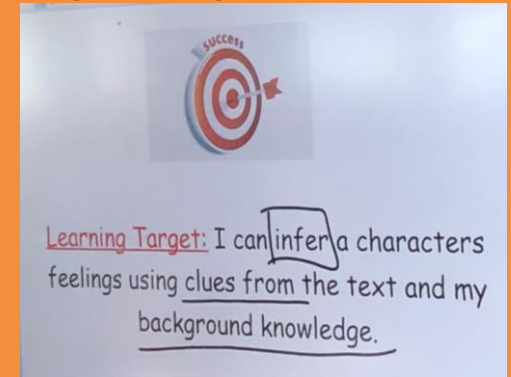 success
Learning Target: I can infer a characters
feelings using clues from the text and my
background knowledge.